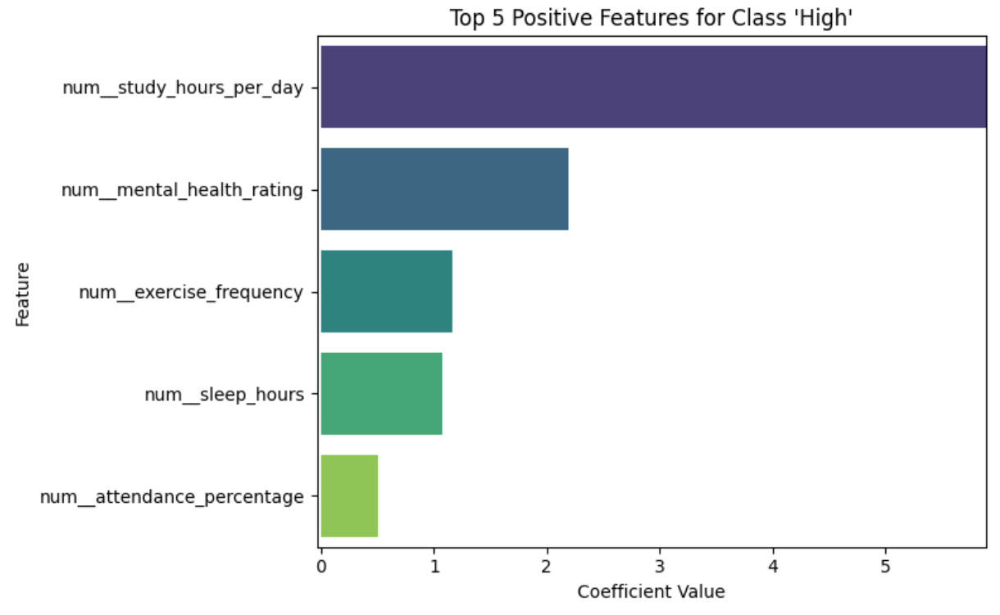 Top 5 Positive Features for Class 'High'
num__study_hours_per_day
num__mental_health_rating
num__exercise_frequency
num__sleep_hours
num__attendance_percentage
Feature
0 1 2 3 4 5
Coefficient Value